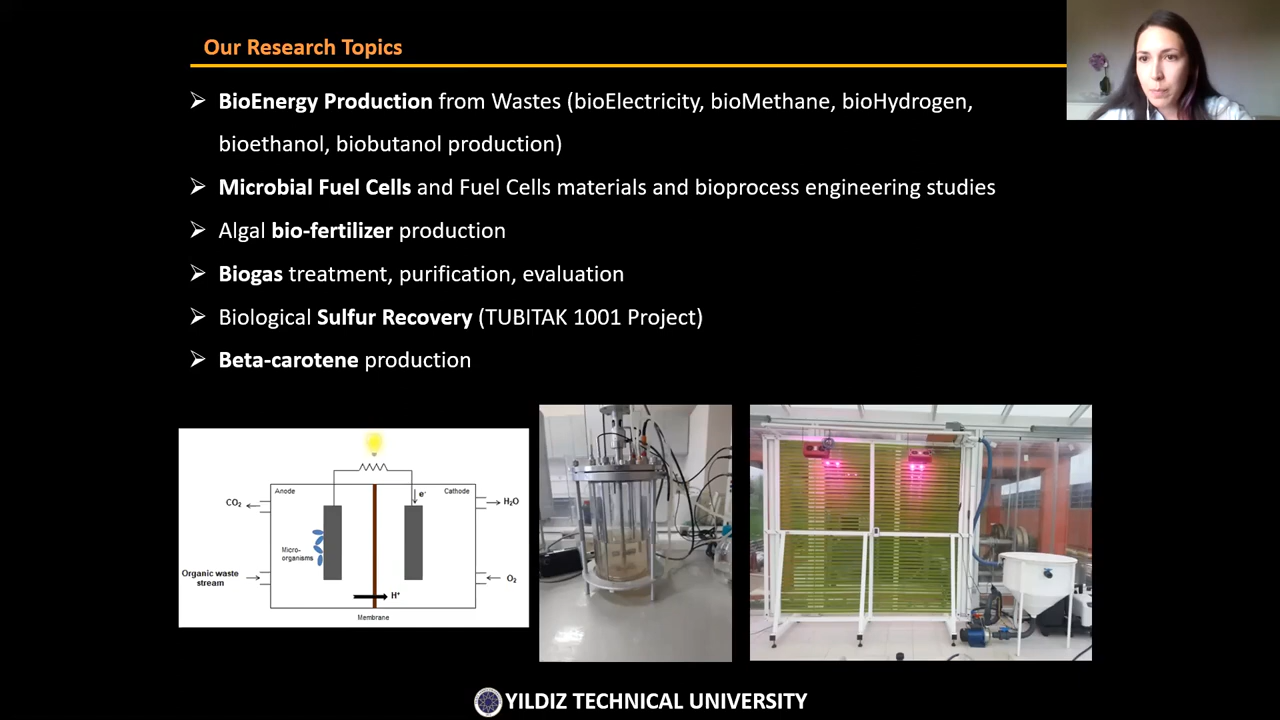 Our Research Topics
BioEnergy Production from Wastes (bioElectricity, bioMethane, bioHydrogen,
bioethanol, biobutanol production)
Microbial Fuel Cells and Fuel Cells materials and bioprocess engineering studies
Algal bio-fertilizer production
Biogas treatment, purification, evaluation
Biological Sulfur Recovery (TUBITAK 1001 Project)
Beta-carotene production
Anode
Cathode
e-
CO₂
H₂O
Micro-
organisms
Organic waste
stream
O₂
H⁺
Membrane
YILDIZ TECHNICAL UNIVERSITY